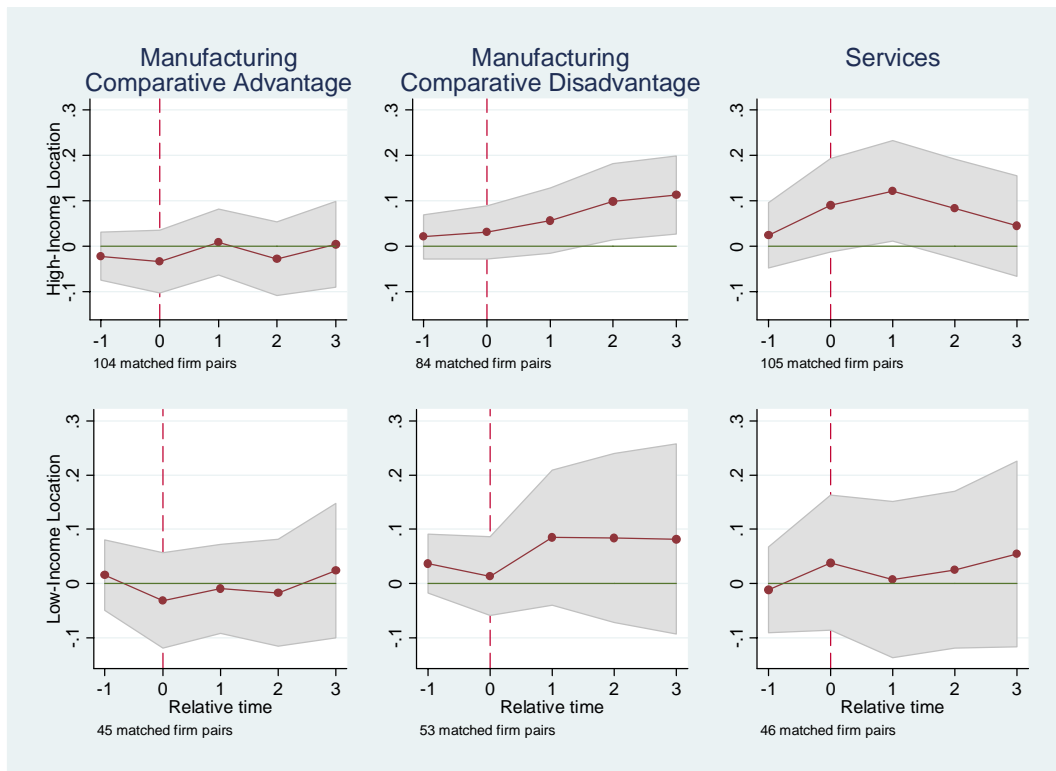 Manufacturing
Comparative Advantage
Manufacturing
Comparative Disadvantage
Services
High-Income Location
.3
.2
.1
0
-.1
-1 0 1 2 3
104 matched firm pairs
.3
.2
.1
0
-.1
-1 0 1 2 3
84 matched firm pairs
.3
.2
.1
0
-.1
-1 0 1 2 3
105 matched firm pairs
Low-Income Location
.3
.2
.1
0
-.1
-1 0 1 2 3
Relative time
45 matched firm pairs
.3
.2
.1
0
-.1
-1 0 1 2 3
Relative time
53 matched firm pairs
.3
.2
.1
0
-.1
-1 0 1 2 3
Relative time
46 matched firm pairs